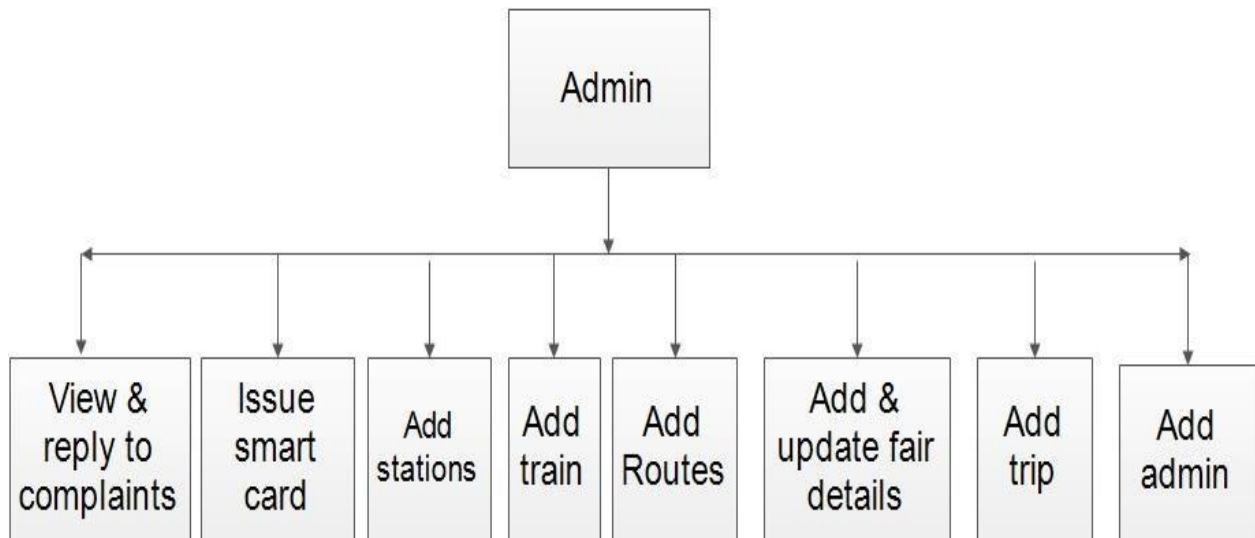 Admin
View &
reply to
complaints
Issue
smart
card
Add
stations
Add
train
Add
Routes
Add &
update fair
details
Add
trip
Add
admin